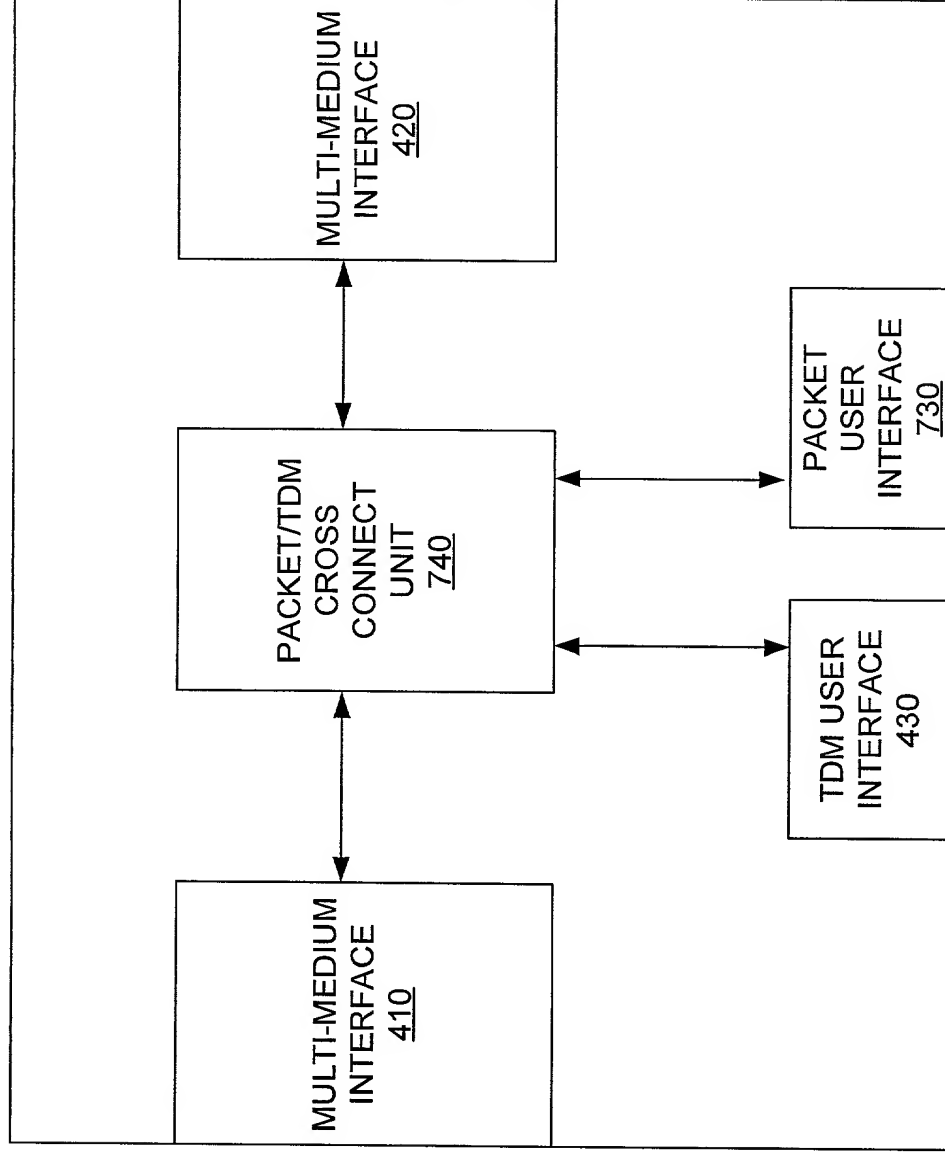 MULTI-MEDIUM
INTERFACE
410
PACKET/TDM
CROSS
CONNECT
UNIT
740
MULTI-MEDIUM
INTERFACE
420
TDM USER
INTERFACE
430
PACKET
USER
INTERFACE
730